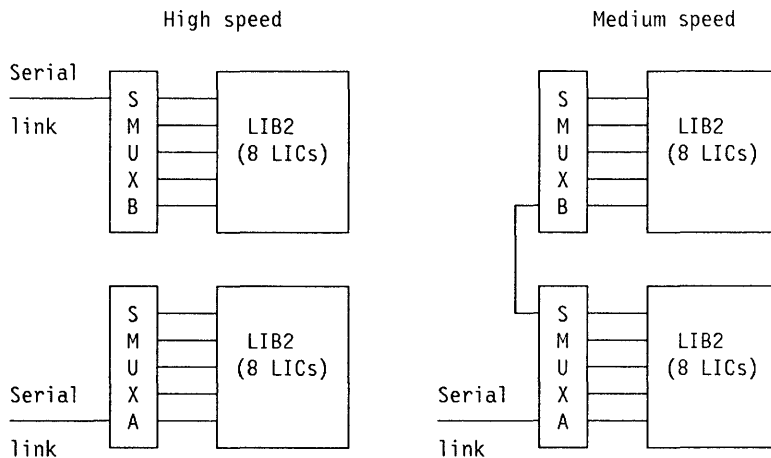 High speed Medium speed
Serial
link
S
M
U
X
B
LIB2
(8 LICs)
S
M
U
X
B
LIB2
(8 LICs)
S
M
U
X
A
LIB2
(8 LICs)
Serial
link
S
M
U
X
A
LIB2
(8 LICs)
Serial
link